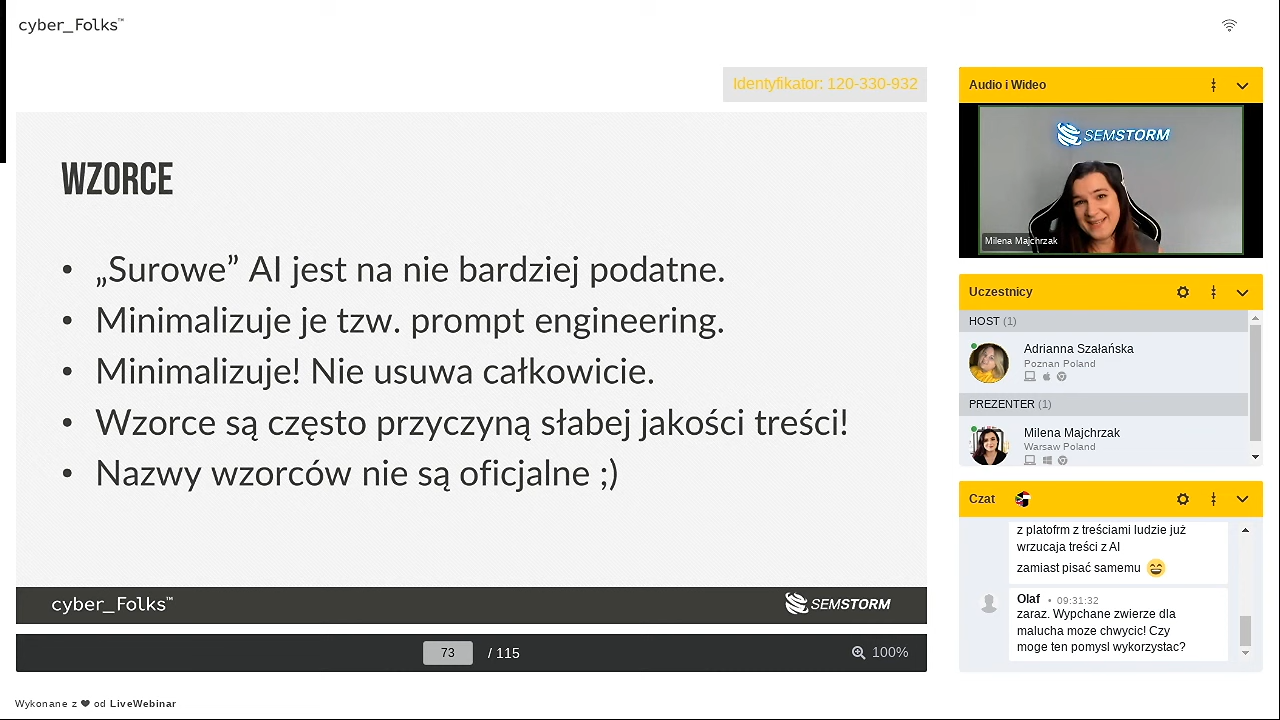 cyber_Folks™
Identyfikator: 120-330-932
WZORCE
• „Surowe” AI jest na nie bardziej podatne.
• Minimalizuje je tzw. prompt engineering.
• Minimalizuje! Nie usuwa całkowicie.
• Wzorce są często przyczyną słabej jakości treści!
• Nazwy wzorców nie są oficjalne ;)
cyber_Folks™
SEMSTORM
73 / 115
100%
Wykonane z ❤ od LiveWebinar
Audio i Wideo
SEMSTORM
Milena Majchrzak
Uczestnicy
HOST (1)
Adrianna Szalańska
Poznan Poland
PREZENTER (1)
Milena Majchrzak
Warsaw Poland
Czat
z platofrm z treściami ludzie już
wrzucaja treści z AI
zamiast pisać samemu 😄
Olaf • 09:31:32
zaraz. Wypchane zwierze dla
malucha moze chwycic! Czy
moge ten pomysl wykorzystac?